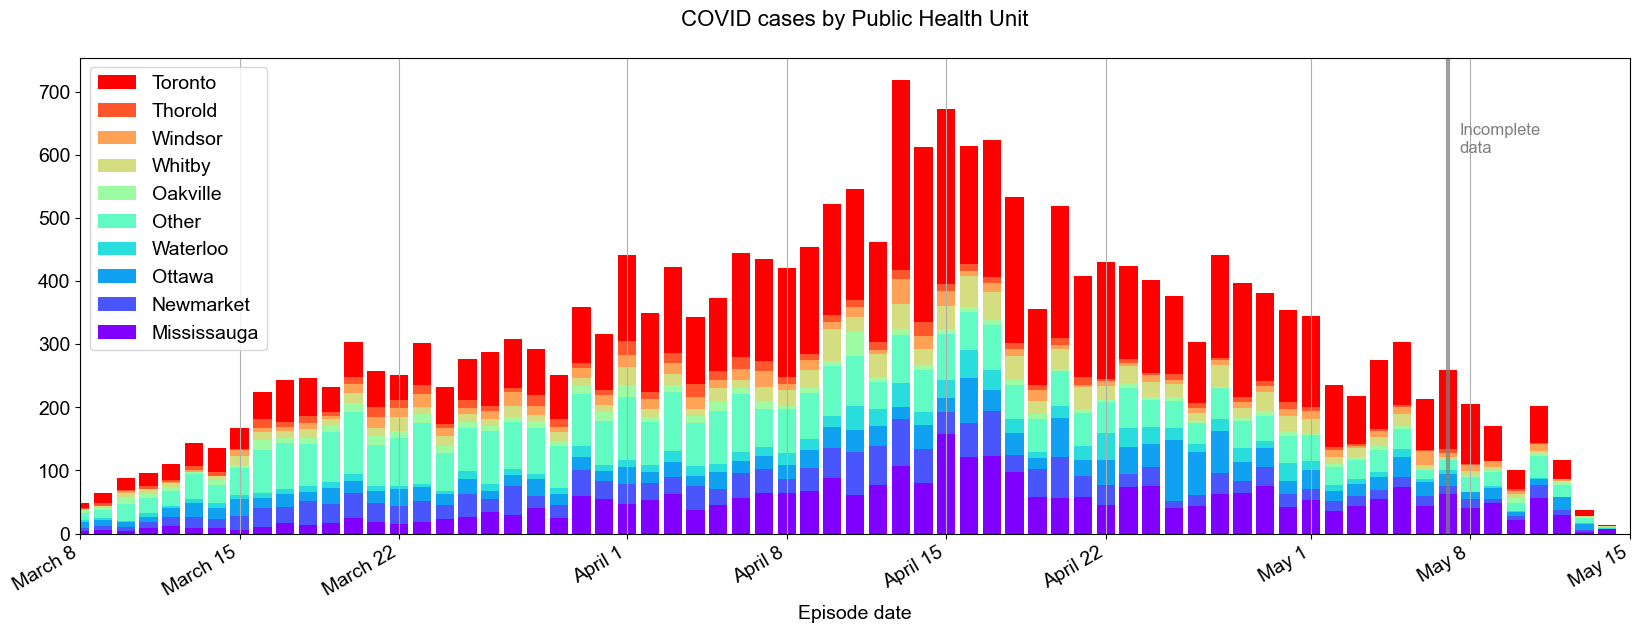 COVID cases by Public Health Unit
700
600
500
400
300
200
100
0
Toronto
Thorold
Windsor
Whitby
Oakville
Other
Waterloo
Ottawa
Newmarket
Mississauga
Incomplete
data
March 8
March 15
March 22
April 1
April 8
April 15
April 22
May 1
May 8
May 15
Episode date